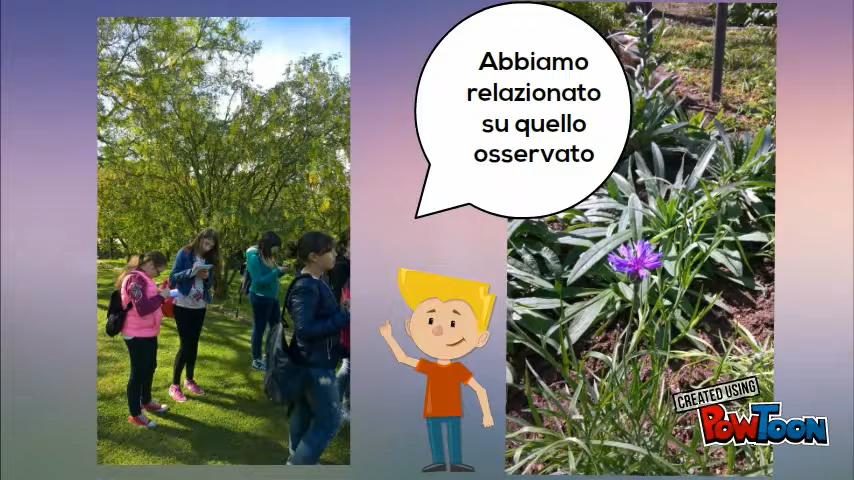 Abbiamo
relazionato
su quello
osservato
CREATED USING
POWTOON